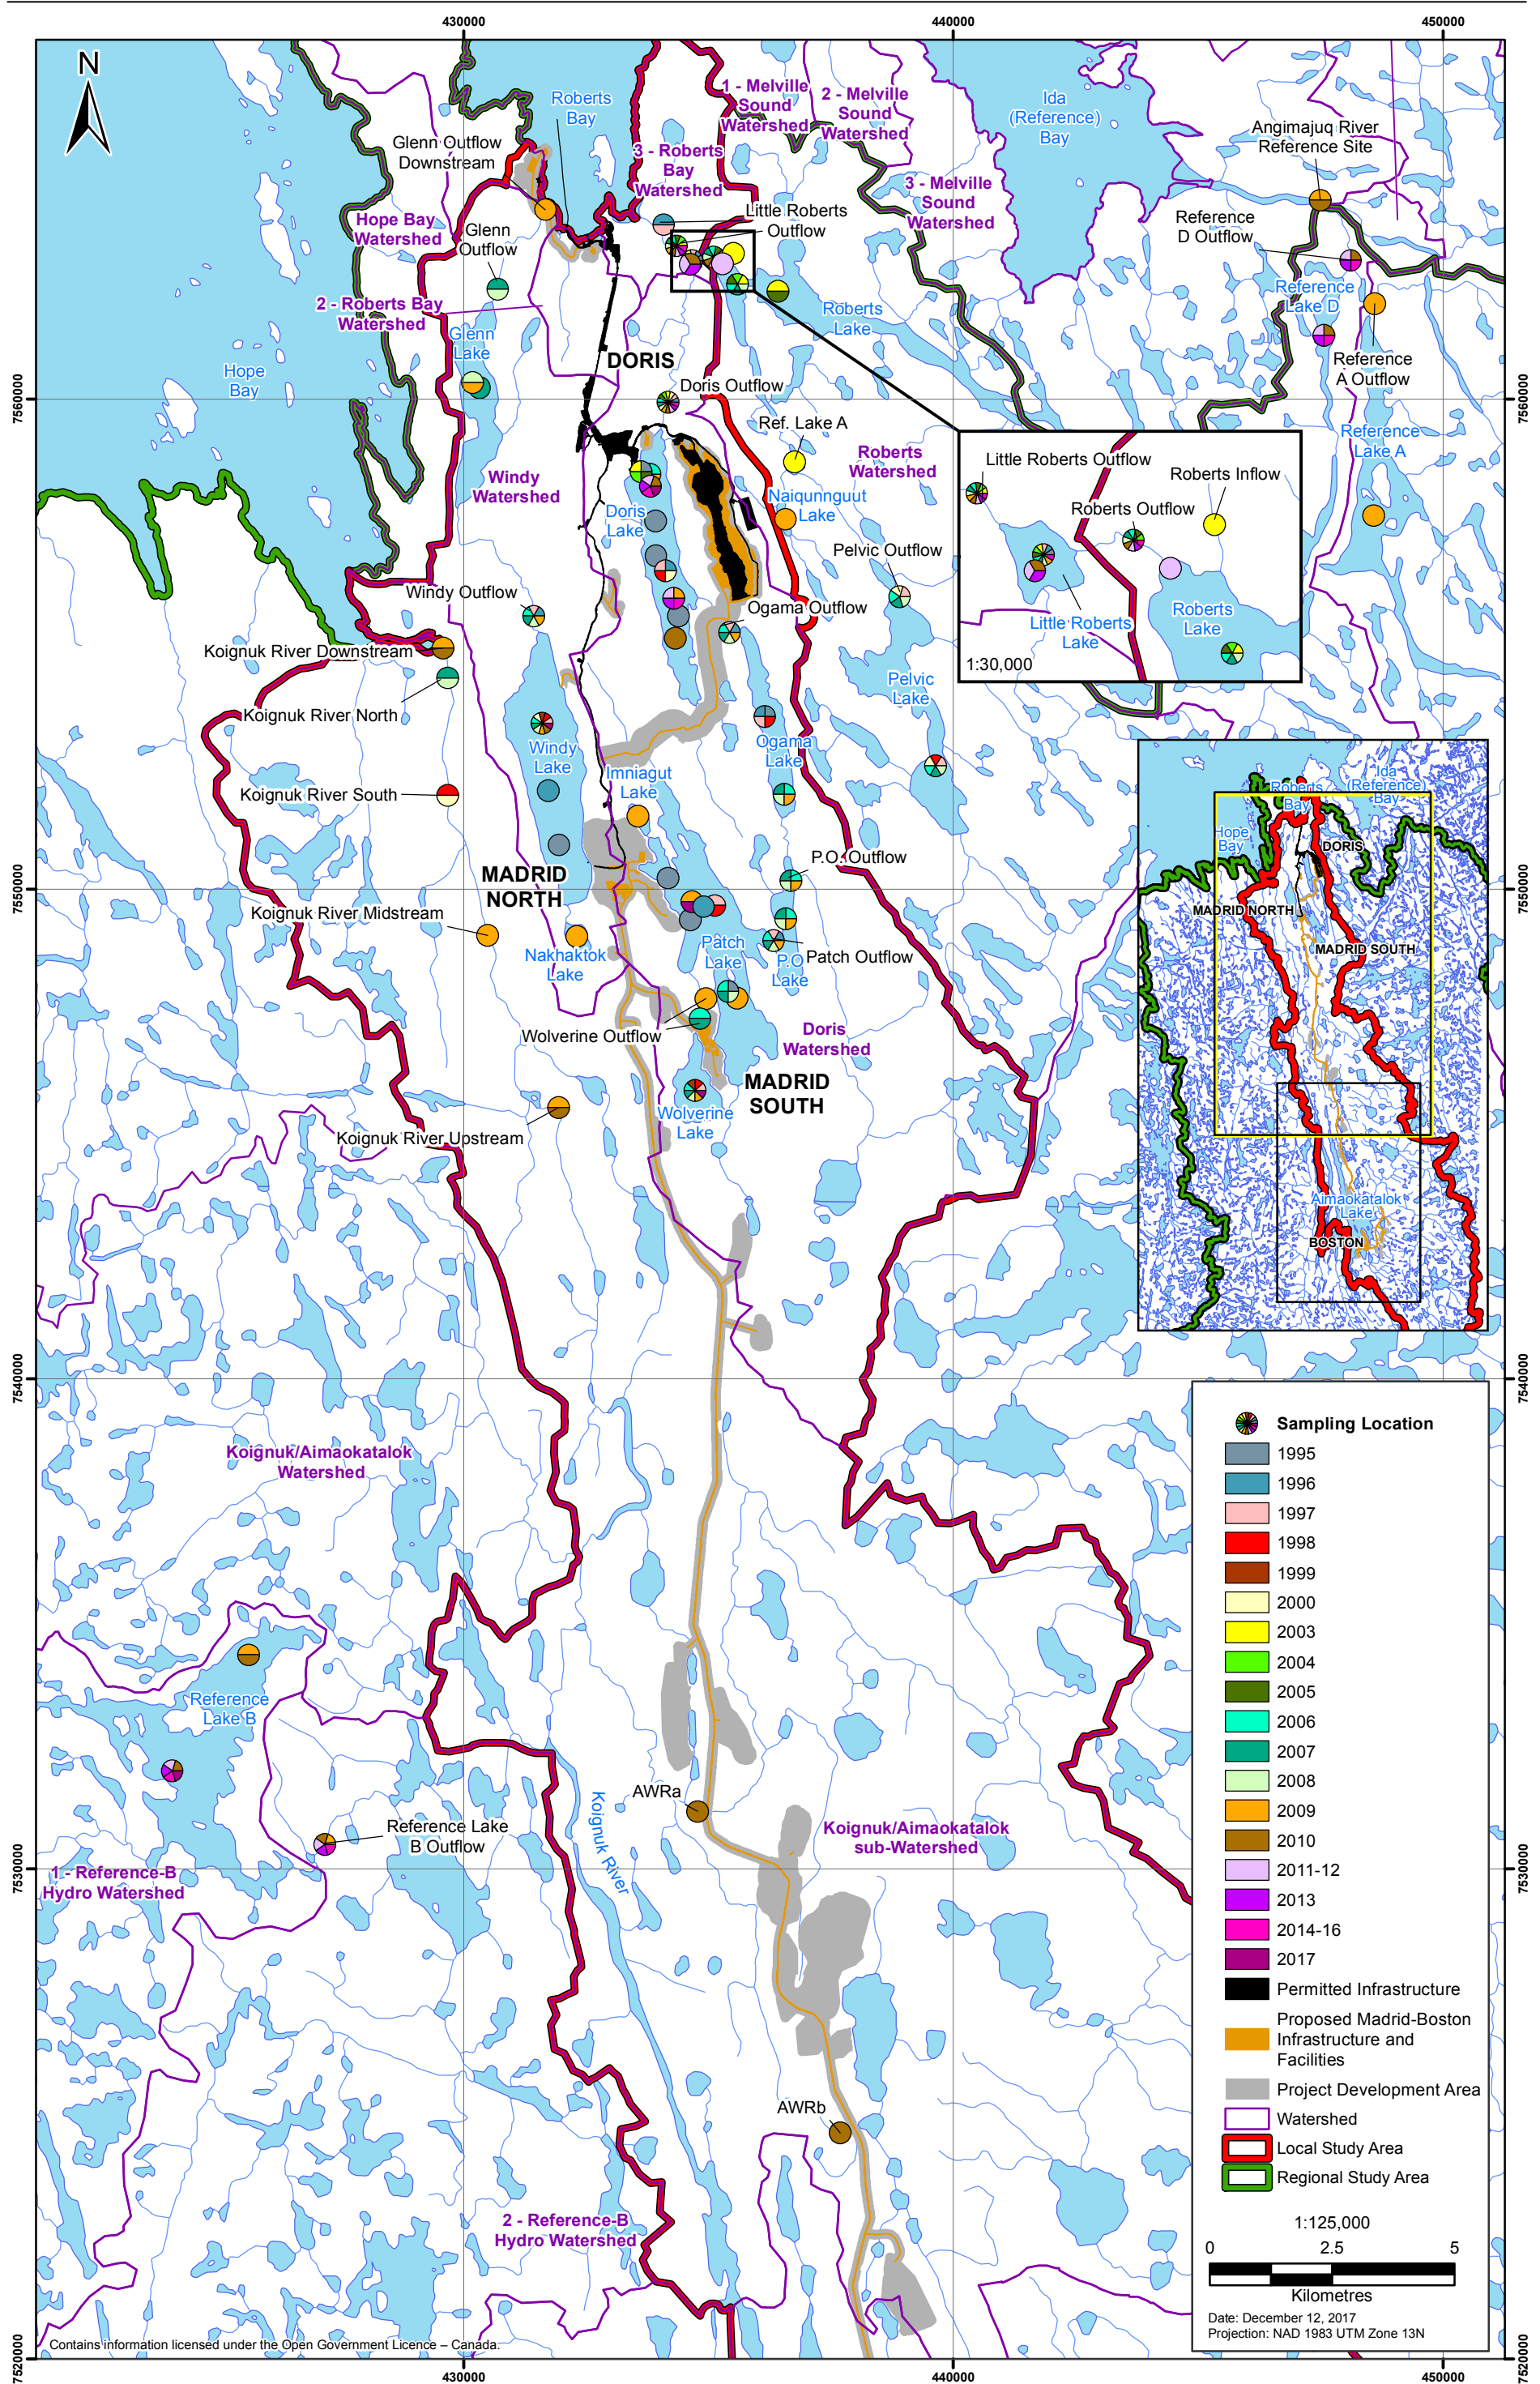 430000
440000
450000
N
Roberts
Bay
1 - Melville
Sound
Watershed
2 - Melville
Sound
Watershed
Ida
(Reference)
Bay
Angimajuq River
Reference Site
Glenn Outflow
Downstream
3 - Roberts
Bay
Watershed
3 - Melville
Sound
Watershed
Little Roberts
Outflow
Reference
D Outflow
Hope Bay
Watershed
Glenn
Outflow
2 - Roberts Bay
Watershed
Reference
Lake D
Roberts
Lake
Glenn
Lake
Hope
Bay
DORIS
Reference
A Outflow
Doris Outflow
7560000
7560000
Ref. Lake A
Reference
Lake A
Roberts
Watershed
Windy
Watershed
Little Roberts Outflow
Roberts Inflow
Roberts Outflow
Naiqunnguut
Lake
Doris
Lake
Pelvic Outflow
Windy Outflow
Ogama Outflow
Little Roberts
Lake
Roberts
Lake
1:30,000
Koignuk River Downstream
Pelvic
Lake
Koignuk River North
Windy
Lake
Ogama
Lake
Imniagut
Lake
Koignuk River South
Roberts
Bay
Ida
(Reference)
Bay
Hope
Bay
DORIS
MADRID NORTH
MADRID SOUTH
Aimaokatalok
Lake
BOSTON
P.O. Outflow
MADRID
NORTH
7550000
7550000
Koignuk River Midstream
Nakhaktok
Lake
Patch
Lake
P.O.
Lake
Patch Outflow
Wolverine Outflow
Doris
Watershed
MADRID
SOUTH
Wolverine
Lake
Koignuk River Upstream
7540000
7540000
Koignuk/Aimaokatalok
Watershed
Reference
Lake B
AWRa
Koignuk River
Reference Lake
B Outflow
Koignuk/Aimaokatalok
sub-Watershed
1 - Reference-B
Hydro Watershed
7530000
7530000
AWRb
2 - Reference-B
Hydro Watershed
Sampling Location
1995
1996
1997
1998
1999
2000
2003
2004
2005
2006
2007
2008
2009
2010
2011-12
2013
2014-16
2017
Permitted Infrastructure
Proposed Madrid-Boston
Infrastructure and
Facilities
Project Development Area
Watershed
Local Study Area
Regional Study Area
1:125,000
0 2.5 5
Kilometres
Date: December 12, 2017
Projection: NAD 1983 UTM Zone 13N
Contains information licensed under the Open Government Licence – Canada.
7520000
7520000
430000
440000
450000